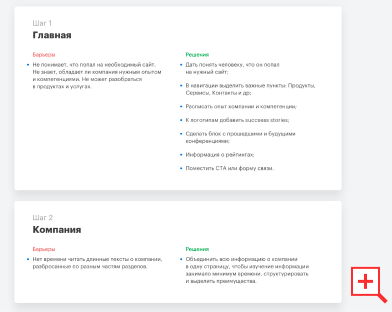 Шаг 1
Главная
Барьеры
Не понимает, что попал на необходимый сайт.
Не знает, обладает ли компания нужным опытом
и компетенциями. Не может разобраться
в продуктах и услугах.
Решения
Дать понять человеку, что он попал
на нужный сайт;
В навигации выделить важные пункты: Продукты,
Сервисы, Контакты и др;
Расписать опыт компании и компетенции;
К логотипам добавить success stories;
Сделать блок с прошедшими и будущими
конференциями;
Информация о рейтингах;
Поместить CTA или форму связи.
Шаг 2
Компания
Барьеры
Нет времени читать длинные тексты о компании,
разбросанные по разным частям разделов.
Решения
Объединить всю информацию о компании
в одну страницу, чтобы изучение информации
занимало минимум времени, структурировать
и выделить преимущества.